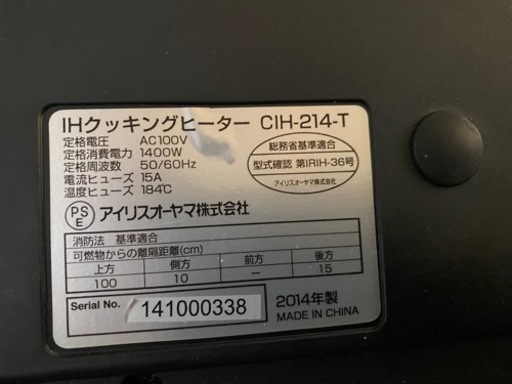 IHクッキングヒーター CIH-214-T
定格電圧 AC100V
定格消費電力 1400W
定格周波数 50/60Hz
電流ヒューズ 15A
温度ヒューズ 184℃
総務省基準適合
型式確認 第IRIH-36号
アイリスオーヤマ株式会社
PS
E
アイリスオーヤマ株式会社
消防法 基準適合
可燃物からの離隔距離(cm)
上方 側方 前方 後方
100 10 ー 15
Serial No. 141000338
2014年製
MADE IN CHINA